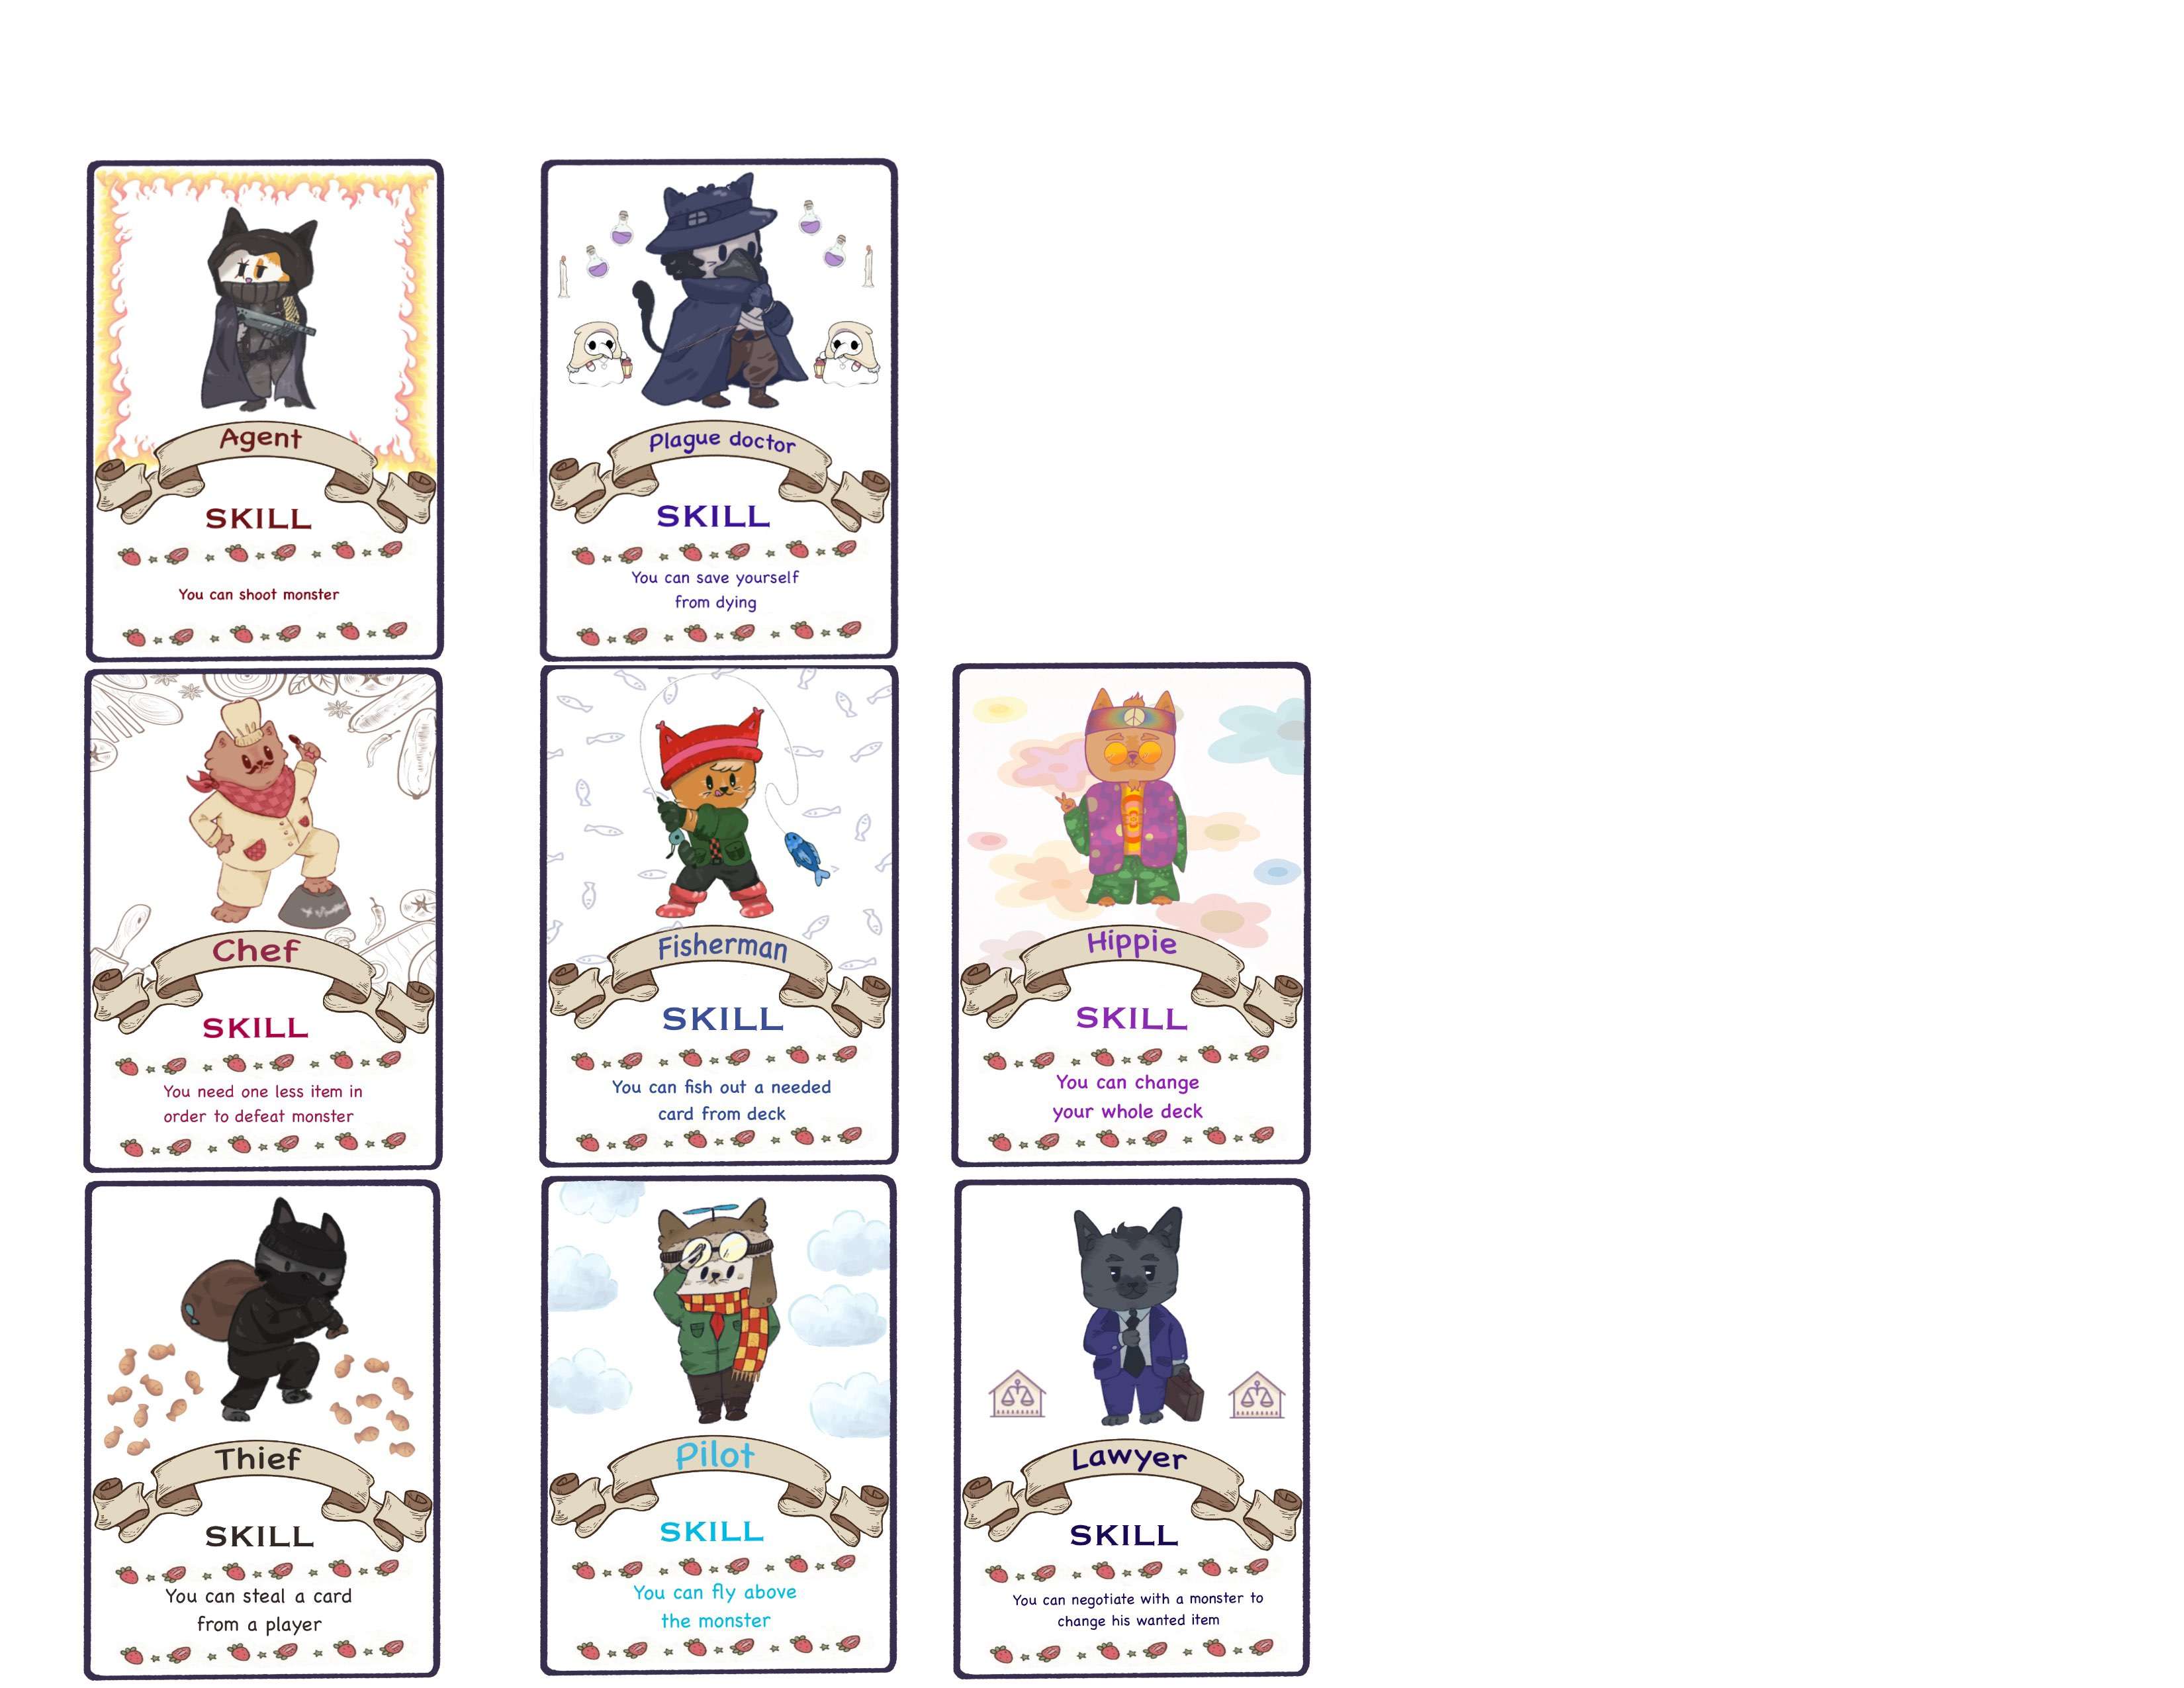 Agent
SKILL
You can shoot monster
Plague doctor
SKILL
You can save yourself
from dying
Chef
SKILL
You need one less item in
order to defeat monster
Fisherman
SKILL
You can fish out a needed
card from deck
Hippie
SKILL
You can change
your whole deck
Thief
SKILL
You can steal a card
from a player
Pilot
SKILL
You can fly above
the monster
Lawyer
SKILL
You can negotiate with a monster to
change his wanted item